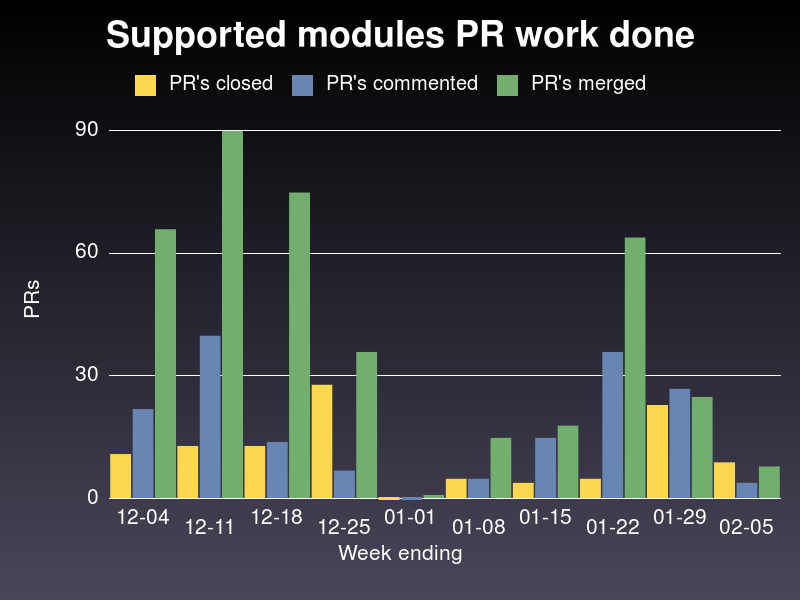 Supported modules PR work done
PR's closed PR's commented PR's merged
90
60
30
0
PRs
12-04 12-11 12-18 12-25 01-01 01-08 01-15 01-22 01-29 02-05
Week ending